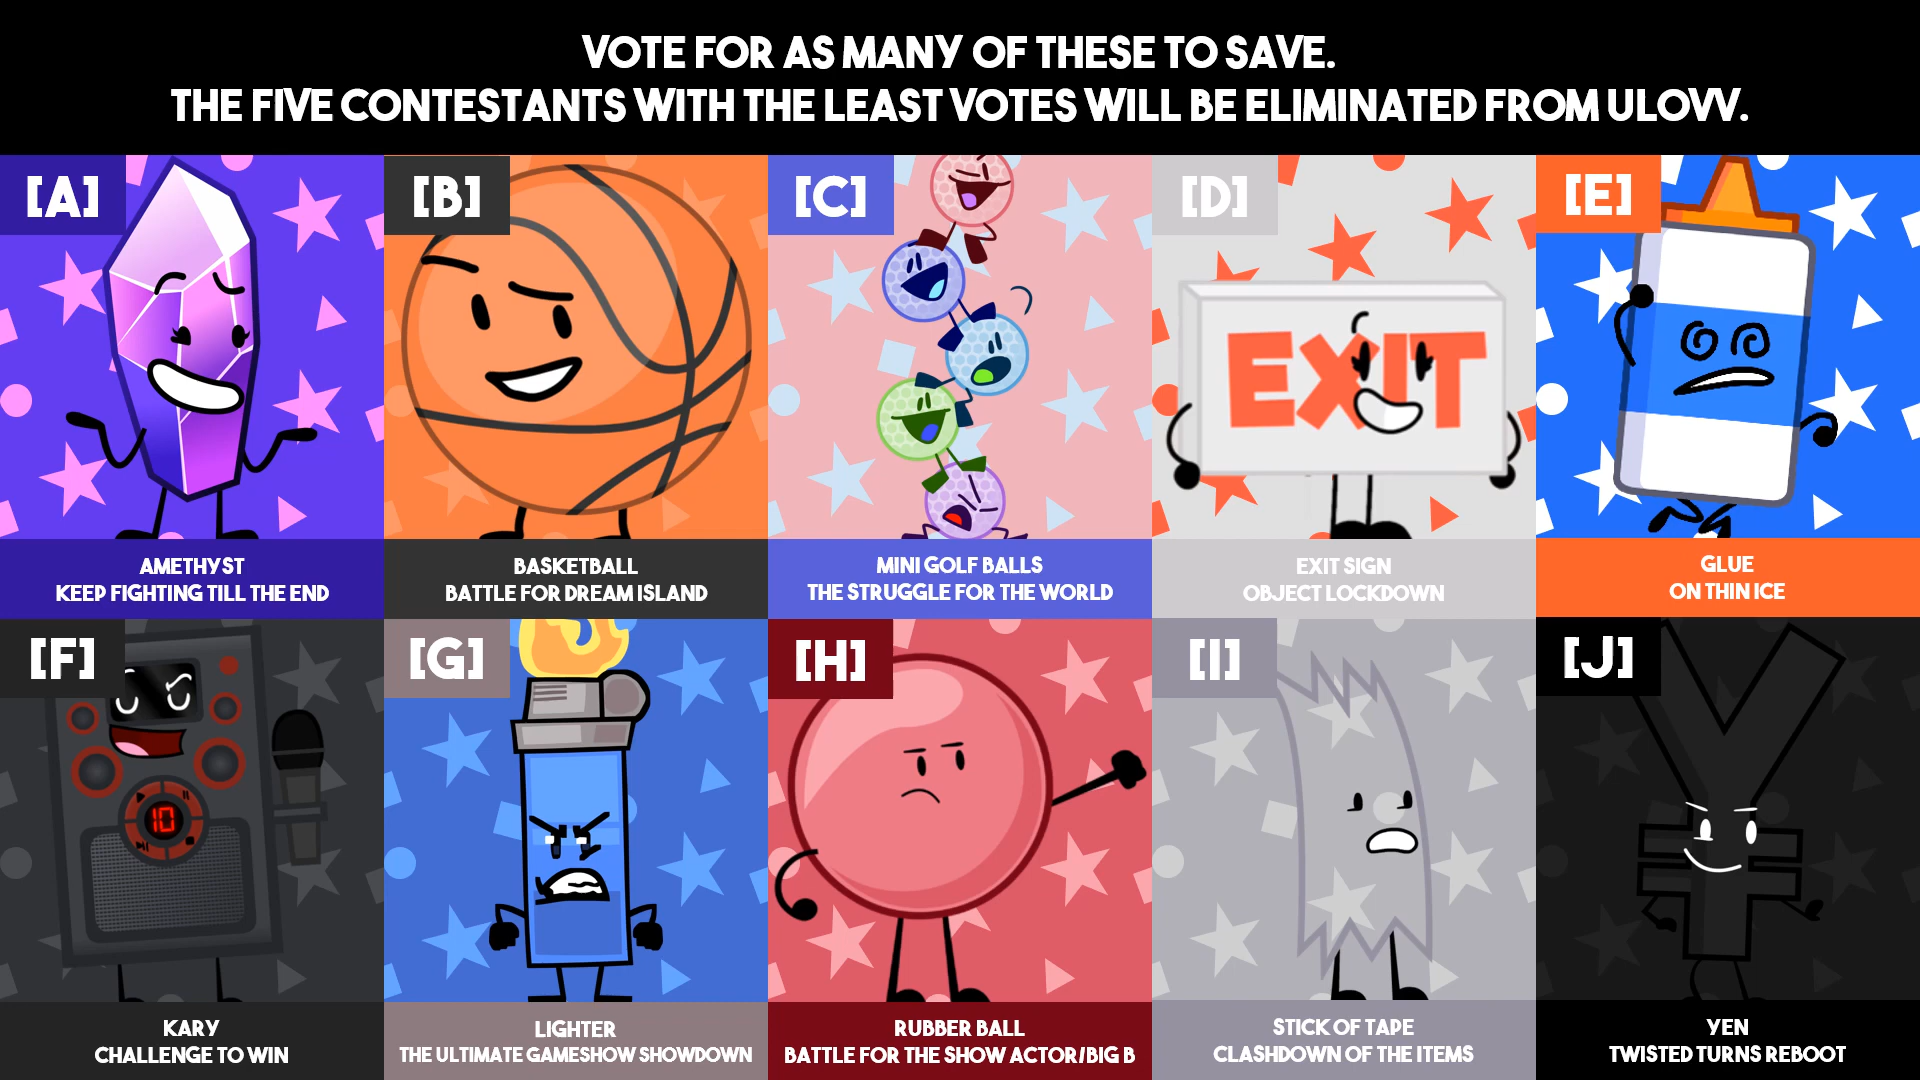 VOTE FOR AS MANY OF THESE TO SAVE.
THE FIVE CONTESTANTS WITH THE LEAST VOTES WILL BE ELIMINATED FROM ULOVV.
[A]
AMETHYST
KEEP FIGHTING TILL THE END
[B]
BASKETBALL
BATTLE FOR DREAM ISLAND
[C]
MINI GOLF BALLS
THE STRUGGLE FOR THE WORLD
[D]
EXIT
EXIT SIGN
OBJECT LOCKDOWN
[E]
GLUE
ON THIN ICE
[F]
10
KARY
CHALLENGE TO WIN
[G]
LIGHTER
THE ULTIMATE GAMESHOW SHOWDOWN
[H]
RUBBER BALL
BATTLE FOR THE SHOW ACTOR/BIG B
[I]
STICK OF TAPE
CLASHDOWN OF THE ITEMS
[J]
YEN
TWISTED TURNS REBOOT